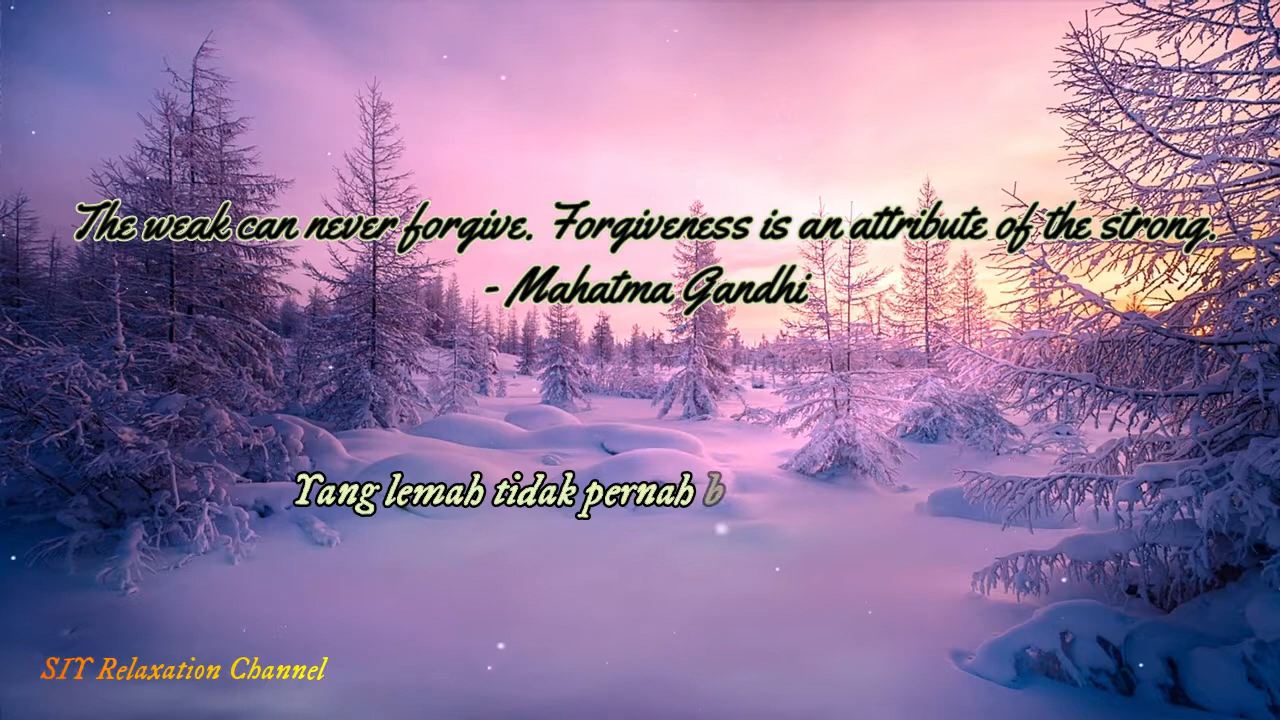 The weak can never forgive. Forgiveness is an attribute of the strong.
- Mahatma Gandhi
Yang lemah tidak pernah b
SIY Relaxation Channel